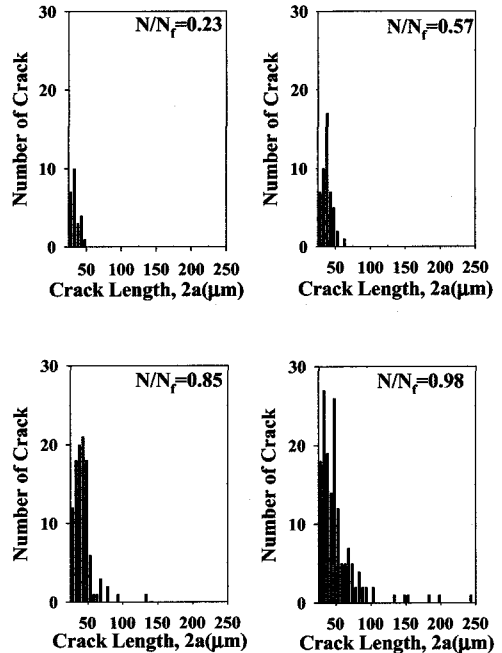 N/Nf=0.23
Number of Crack
30
20
10
0
50 100 150 200 250
Crack Length, 2a(μm)
N/Nf=0.57
Number of Crack
30
20
10
0
50 100 150 200 250
Crack Length, 2a(μm)
N/Nf=0.85
Number of Crack
30
20
10
0
50 100 150 200 250
Crack Length, 2a(μm)
N/Nf=0.98
Number of Crack
30
20
10
0
50 100 150 200 250
Crack Length, 2a(μm)